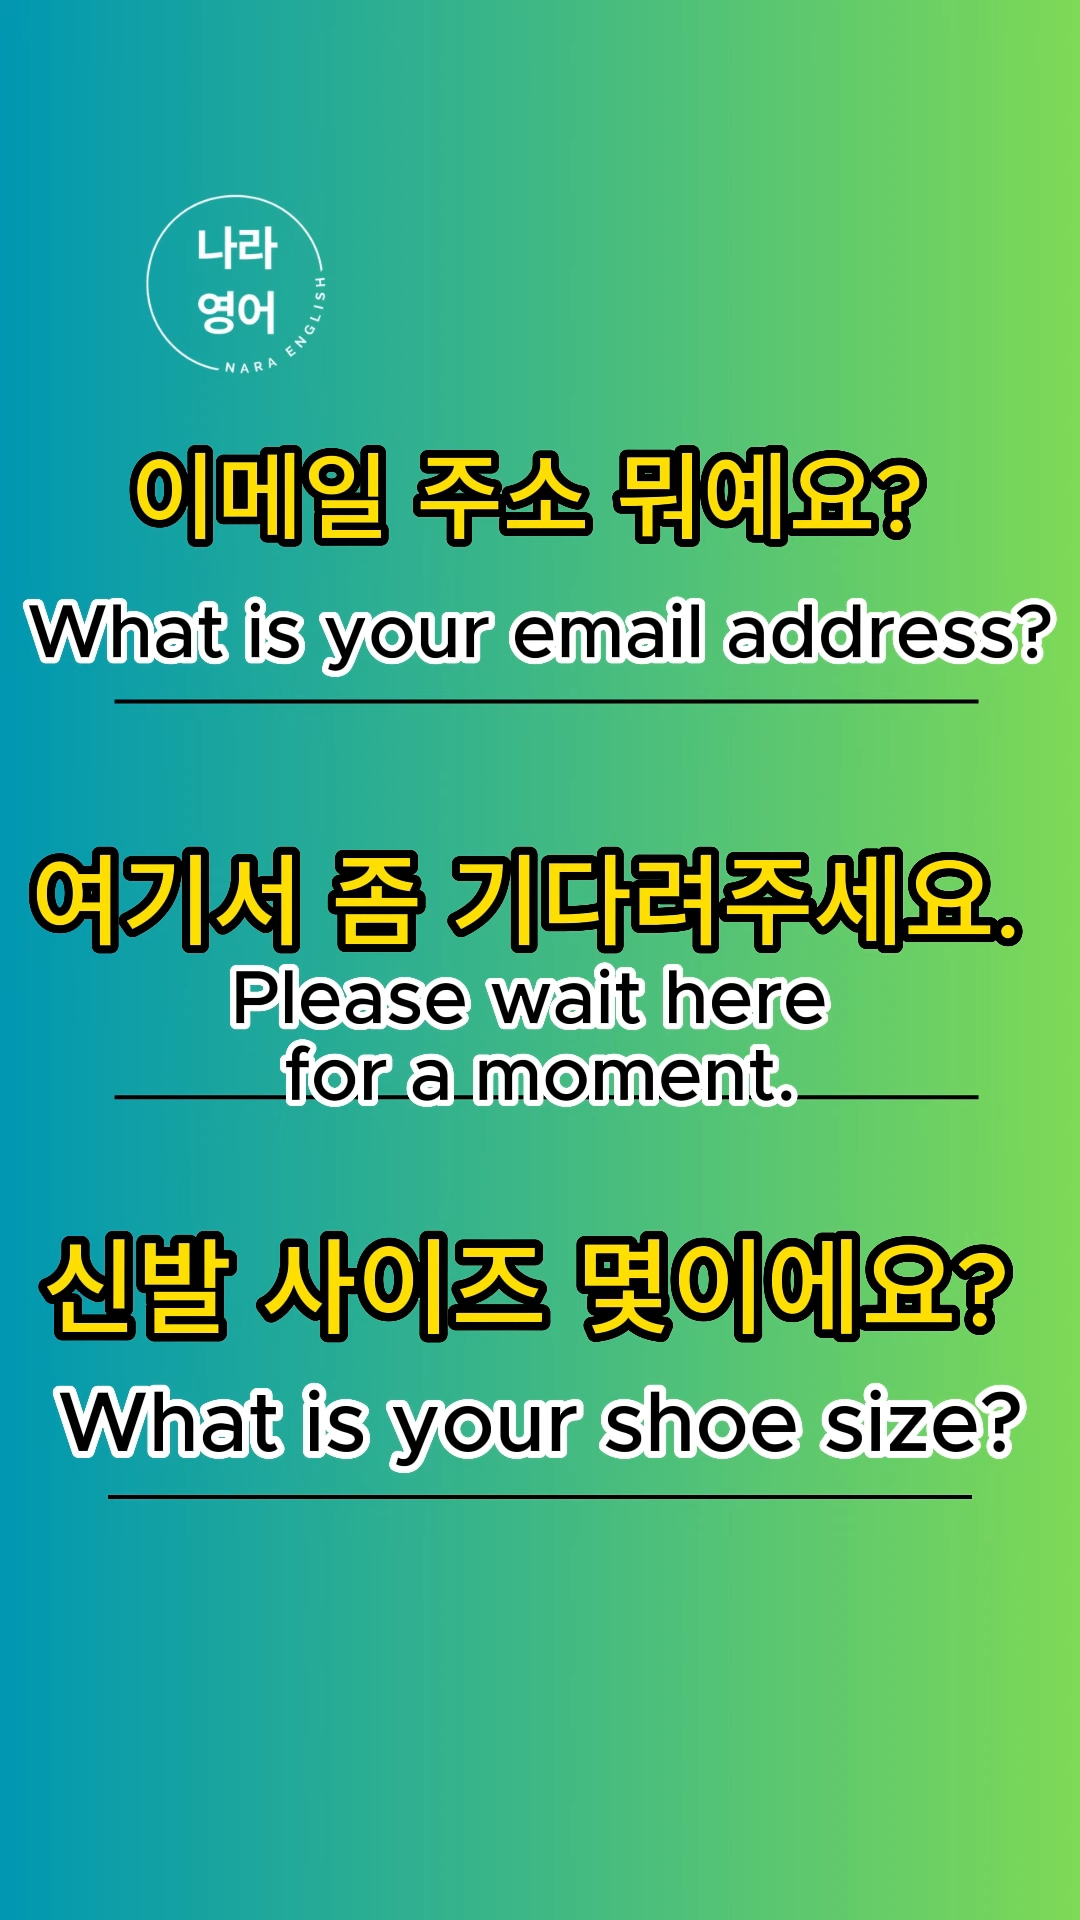 나라
영어
NARA ENGLISH
이메일 주소 뭐예요?
What is your email address?
여기서 좀 기다려주세요.
Please wait here
for a moment.
신발 사이즈 몇이에요?
What is your shoe size?